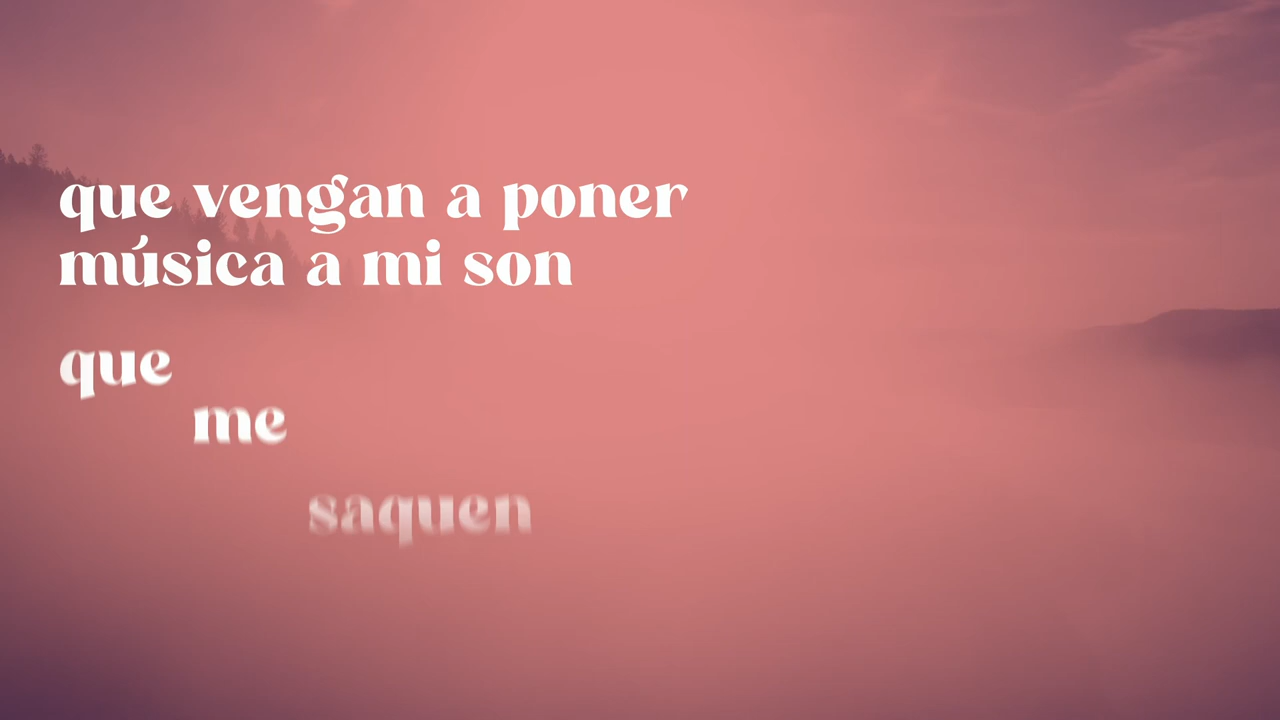 que vengan a poner
música a mi son
que
me
saquen